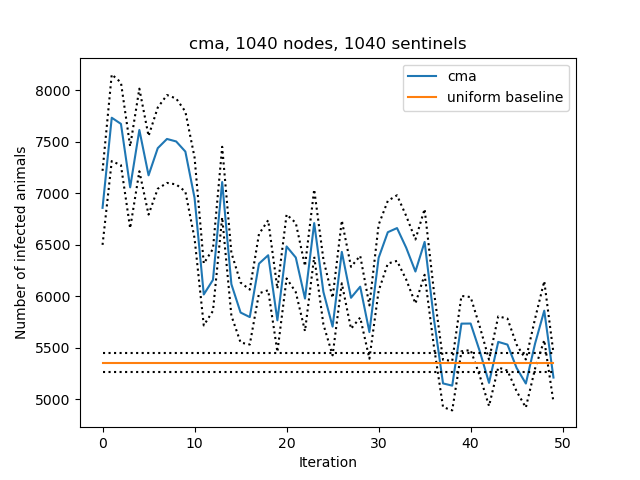 cma, 1040 nodes, 1040 sentinels
cma
uniform baseline
Number of infected animals
8000
7500
7000
6500
6000
5500
5000
0 10 20 30 40 50
Iteration